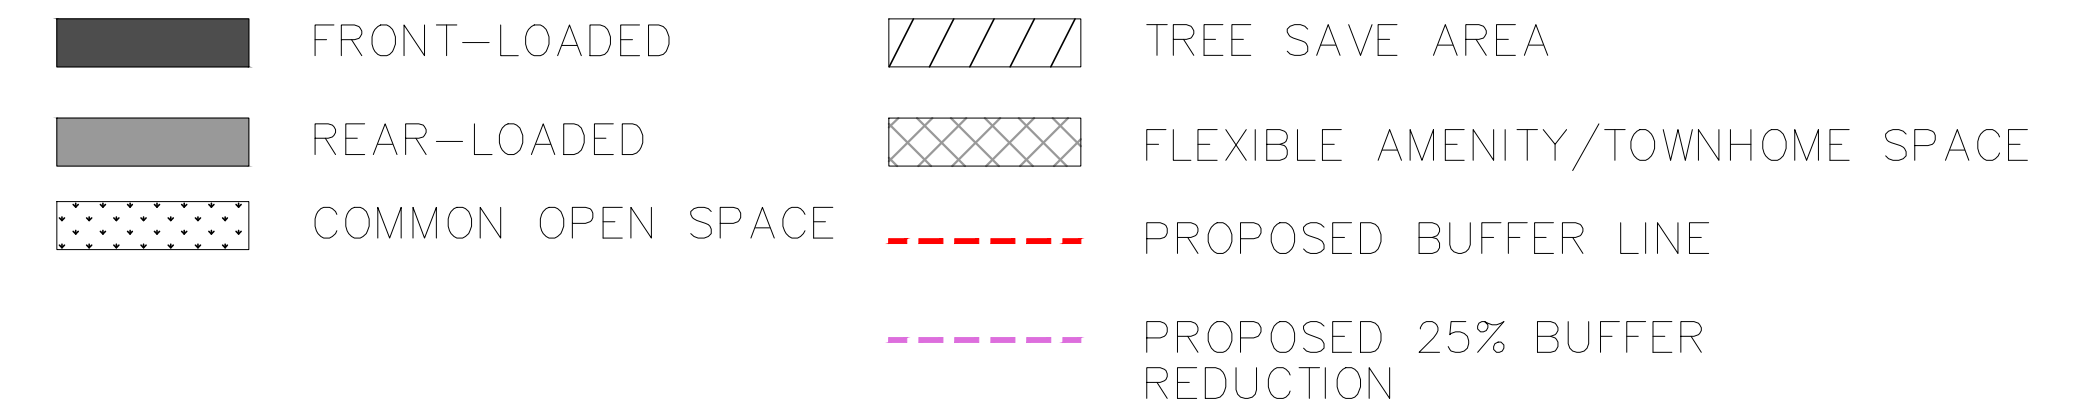 FRONT-LOADED
REAR-LOADED
COMMON OPEN SPACE
TREE SAVE AREA
FLEXIBLE AMENITY/TOWNHOME SPACE
PROPOSED BUFFER LINE
PROPOSED 25% BUFFER
REDUCTION